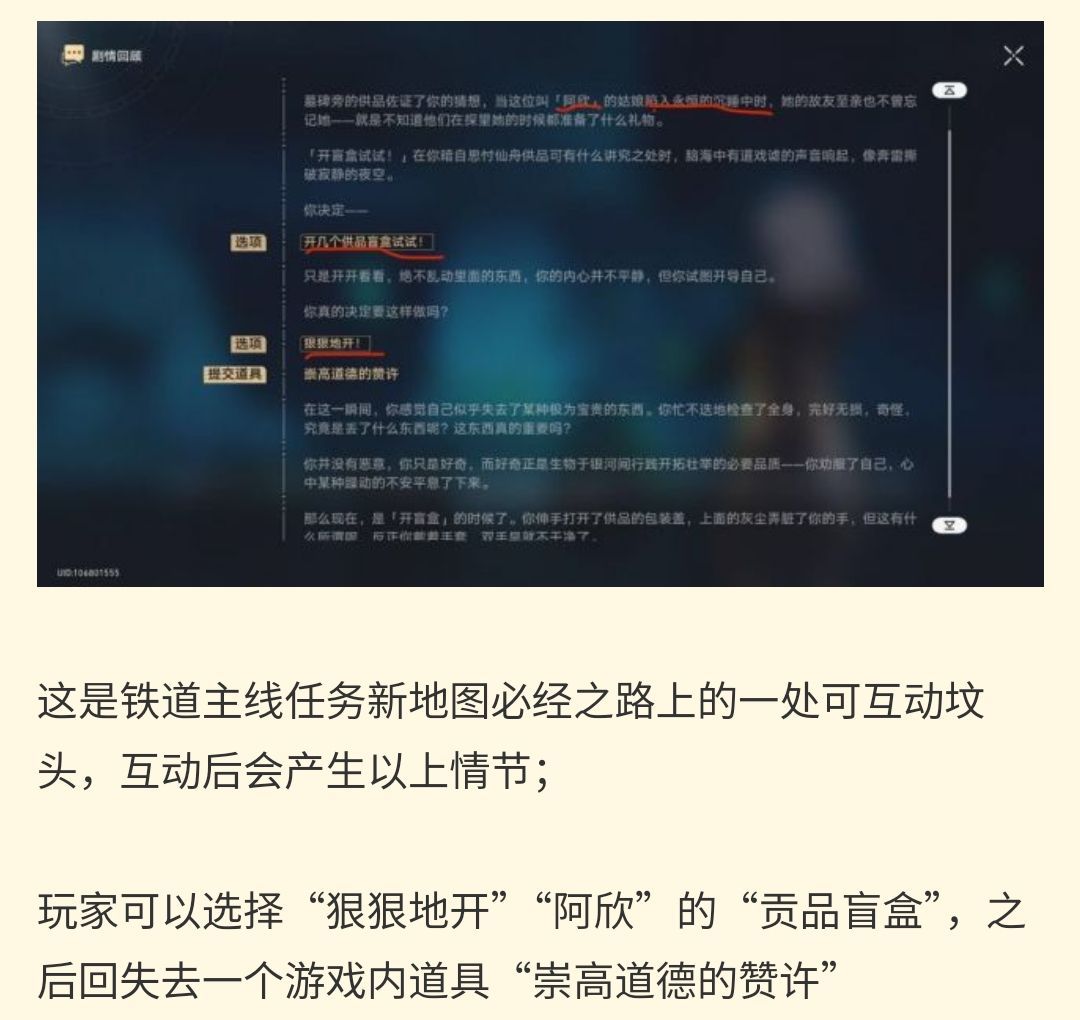 剧情回顾
墓碑旁的供品佐证了你的猜想，当这位叫「阿欣」的姑娘陷入永恒的沉睡中时，她的故友至亲也不曾忘
记她——就是不知道他们在探望她的时候都准备了什么礼物。
「开盲盒试试！」在你暗自思忖仙舟供品可有什么讲究之处时，脑海中有道戏谑的声音响起，像奔雷撕
破寂静的夜空。
你决定——
选项 开几个供品盲盒试试！
只是开开看看，绝不乱动里面的东西，你的内心并不平静，但你试图开导自己。
你真的决定要这样做吗？
选项 狠狠地开！
提交道具 崇高道德的赞许
在这一瞬间，你感觉自己似乎失去了某种极为宝贵的东西。你忙不迭地检查了全身，完好无损，奇怪，
究竟是丢了什么东西呢？这东西真的重要吗？
你并没有恶意，你只是好奇，而好奇正是生物于银河间行践开拓壮举的必要品质——你劝服了自己，心
中某种躁动的不安平息了下来。
那么现在，是「开盲盒」的时候了。你伸手打开了供品的包装盖，上面的灰尘弄脏了你的手，但这有什
么所谓呢，反正你戴着手套，双手早就不干净了。
UID:106801555
这是铁道主线任务新地图必经之路上的一处可互动坟
头，互动后会产生以上情节；
玩家可以选择“狠狠地开”“阿欣”的“贡品盲盒”，之
后回失去一个游戏内道具“崇高道德的赞许”